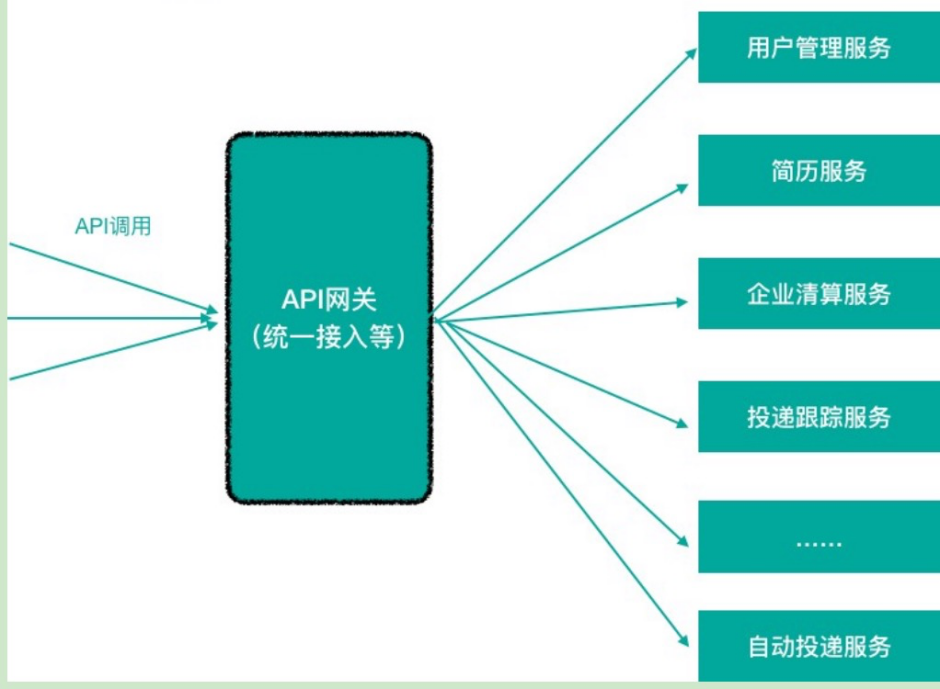 用户管理服务
简历服务
API调用
API网关
（统一接入等）
企业清算服务
投递跟踪服务
......
自动投递服务